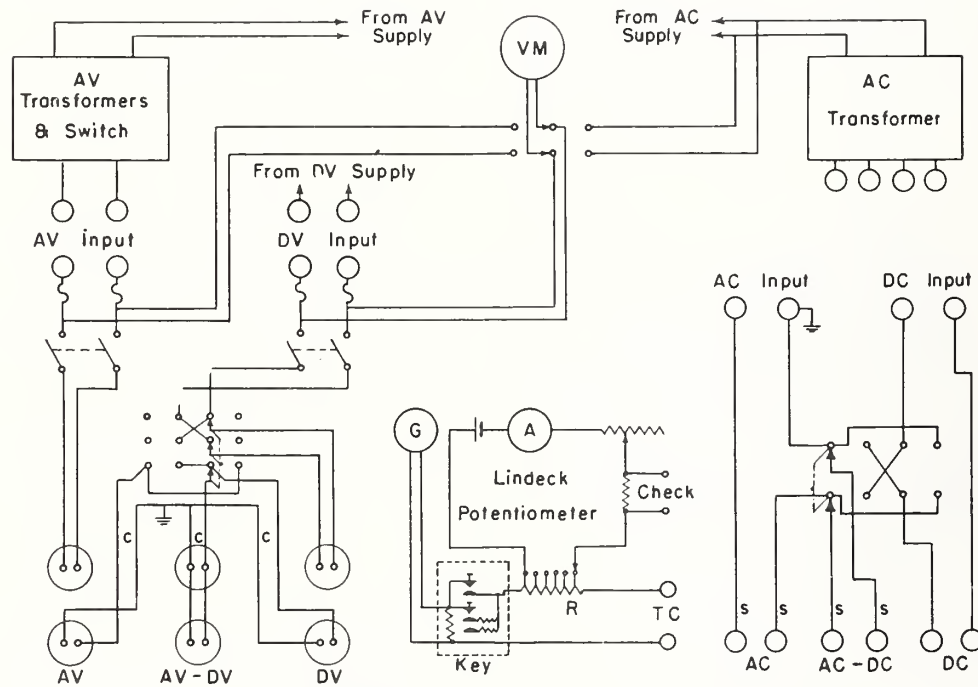 From AV
Supply
From AC
Supply
VM
AV
Transformers
& Switch
AC
Transformer
From DV Supply
AV Input
DV Input
AC Input
DC Input
G
A
Lindeck
Potentiometer
Check
C
C
C
R
TC
Key
S
S
S
AV
AV-DV
DV
AC
AC-DC
DC